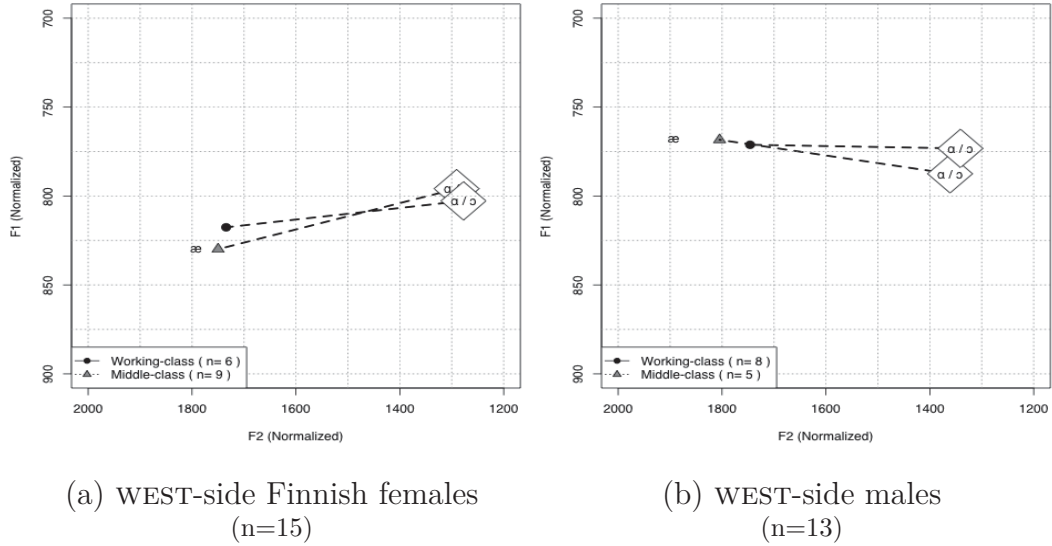 700
750
800
850
900
F1 (Normalized)
æ
ɑ
ɑ / ɔ
Working-class ( n= 6 )
Middle-class ( n= 9 )
2000 1800 1600 1400 1200
F2 (Normalized)
(a) WEST-side Finnish females
(n=15)
700
750
800
850
900
F1 (Normalized)
æ
ɑ / ɔ
ɑ / ɔ
Working-class ( n= 8 )
Middle-class ( n= 5 )
2000 1800 1600 1400 1200
F2 (Normalized)
(b) WEST-side males
(n=13)